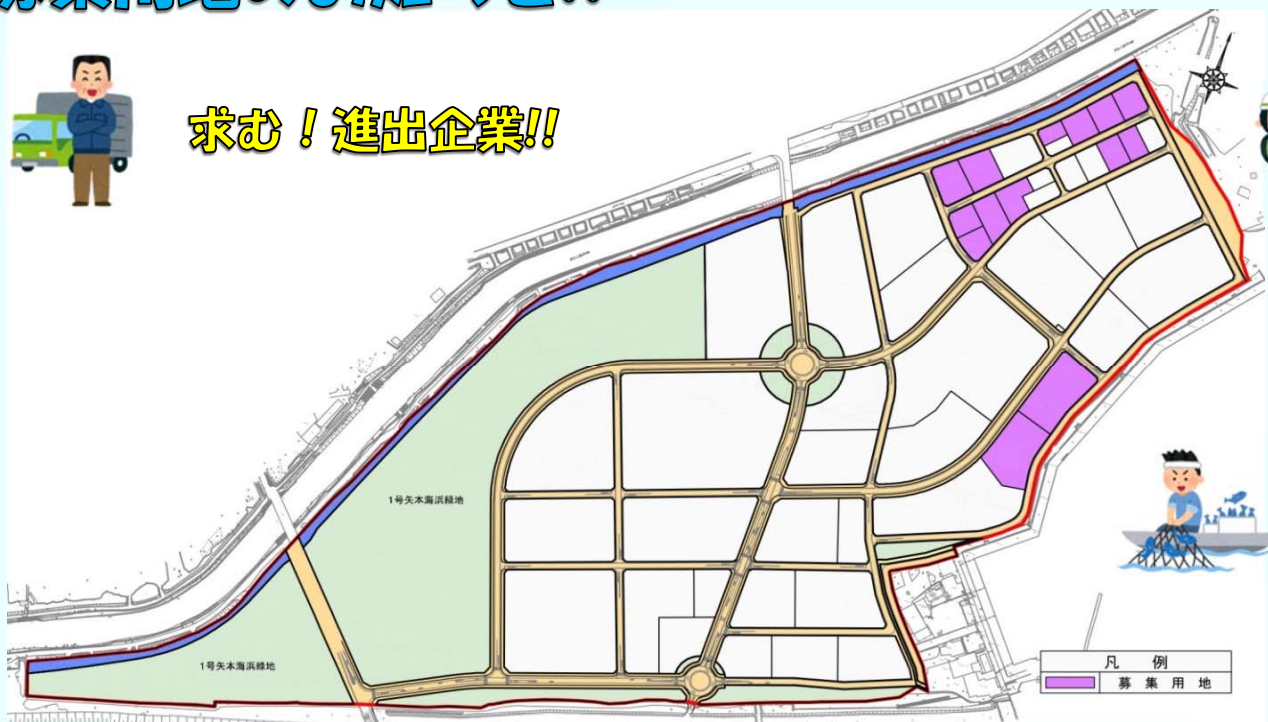 求む！進出企業!!
1号矢本海浜緑地
1号矢本海浜緑地
凡 例
募 集 用 地